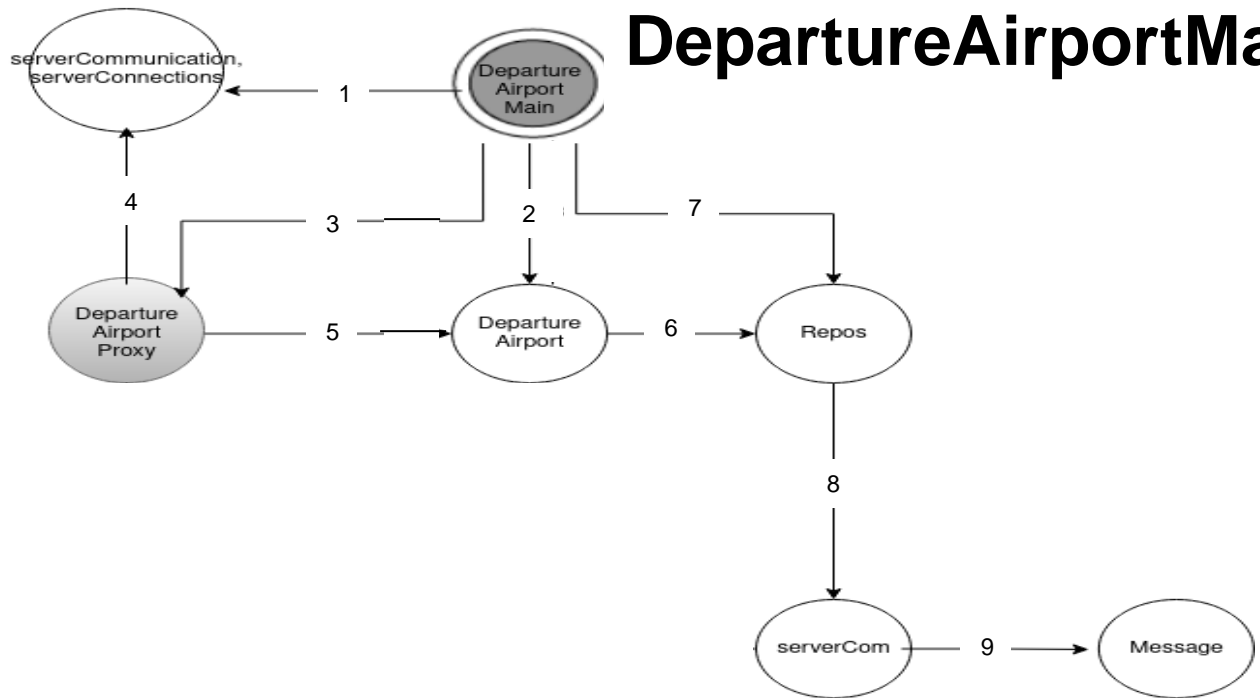 DepartureAirportMa
serverCommunication,
serverConnections
Departure
Airport
Main
1
4
3
2
7
Departure
Airport
Proxy
5
Departure
Airport
6
Repos
8
serverCom
9
Message